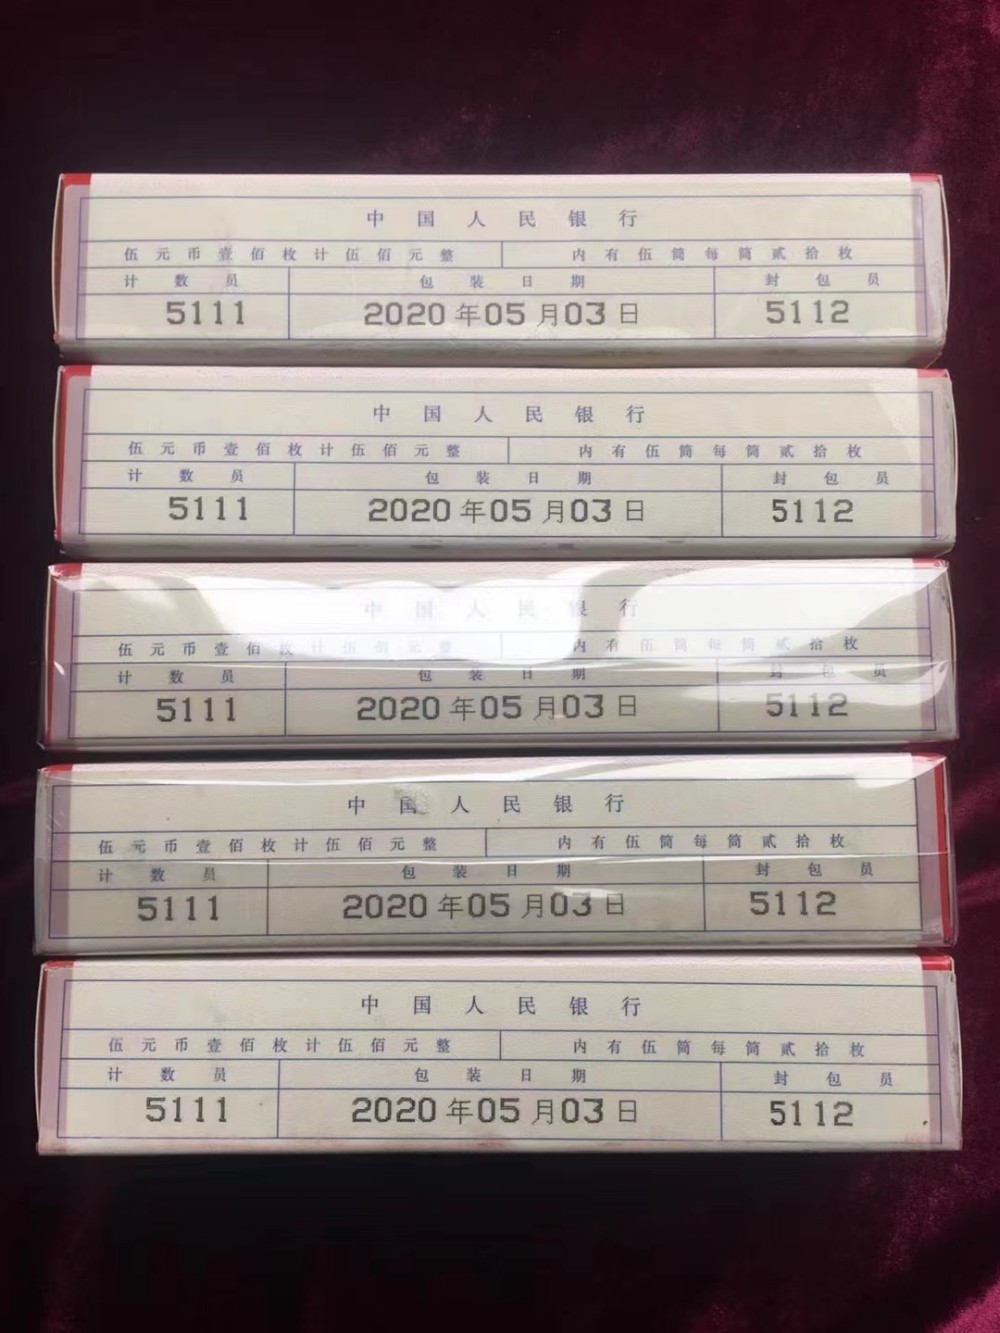 中国人民银行
伍元币壹佰枚计伍佰元整 内有伍筒每筒贰拾枚
计数员 包装日期 封包员
5111 2020年05月03日 5112
中国人民银行
伍元币壹佰枚计伍佰元整 内有伍筒每筒贰拾枚
计数员 包装日期 封包员
5111 2020年05月03日 5112
中国人民银行
伍元币壹佰枚计伍佰元整 内有伍筒每筒贰拾枚
计数员 包装日期 封包员
5111 2020年05月03日 5112
中国人民银行
伍元币壹佰枚计伍佰元整 内有伍筒每筒贰拾枚
计数员 包装日期 封包员
5111 2020年05月03日 5112
中国人民银行
伍元币壹佰枚计伍佰元整 内有伍筒每筒贰拾枚
计数员 包装日期 封包员
5111 2020年05月03日 5112